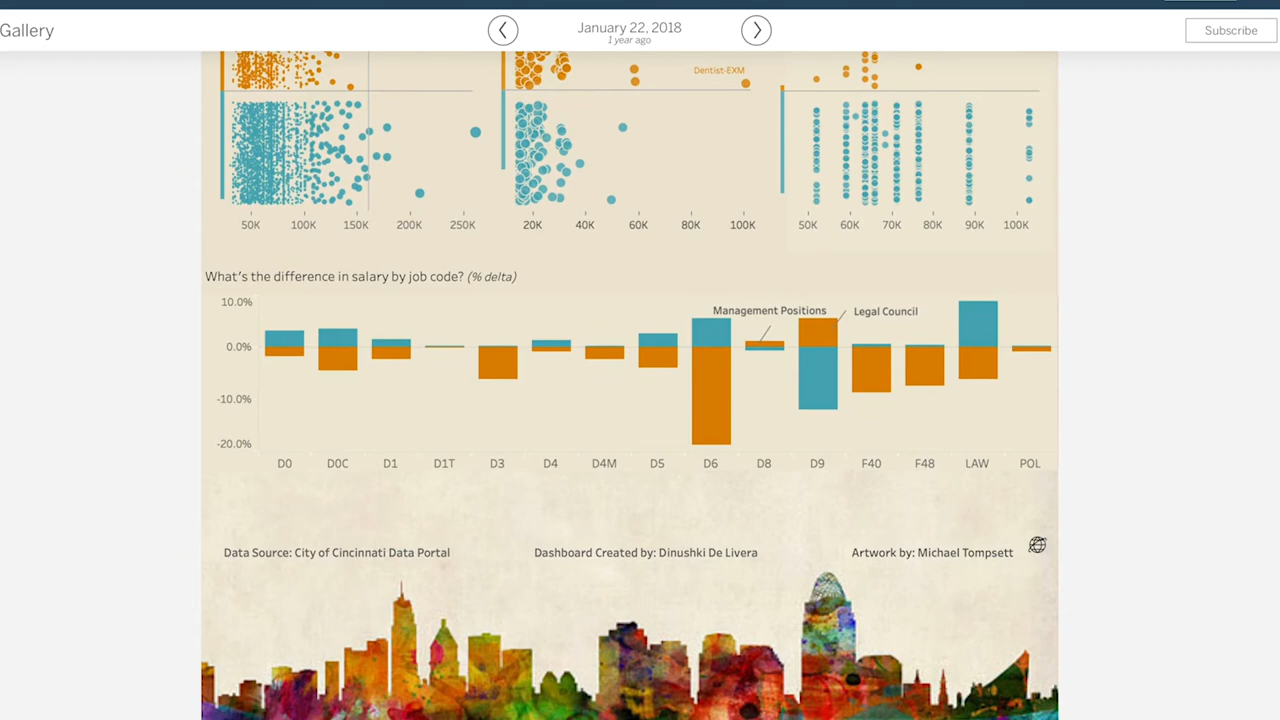 Gallery
January 22, 2018
1 year ago
Subscribe
Dentist-EXM
50K 100K 150K 200K 250K 20K 40K 60K 80K 100K 50K 60K 70K 80K 90K 100K
What's the difference in salary by job code? (% delta)
10.0%
Management Positions Legal Council
0.0%
-10.0%
-20.0%
D0 D0C D1 D1T D3 D4 D4M D5 D6 D8 D9 F40 F48 LAW POL
Data Source: City of Cincinnati Data Portal Dashboard Created by: Dinushki De Livera Artwork by: Michael Tompsett